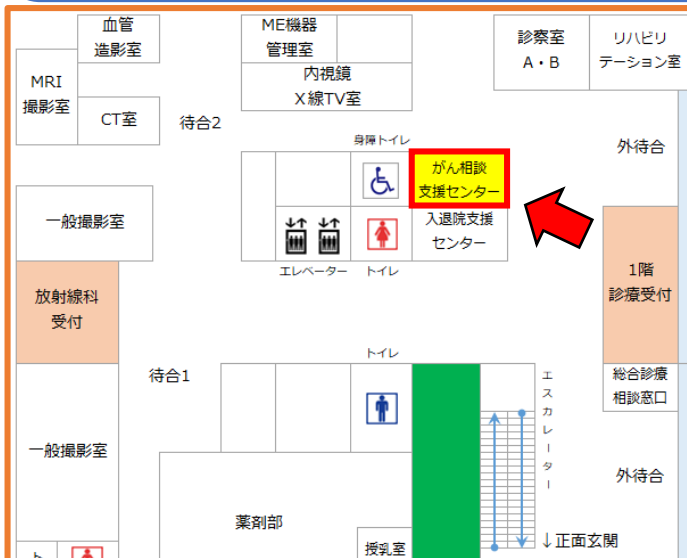 血管
造影室
ME機器
管理室
診察室
A・B
リハビリ
テーション室
MRI
撮影室
内視鏡
X線TV室
CT室
待合2
身障トイレ
外待合
がん相談
支援センター
一般撮影室
入退院支援
センター
エレベーター
トイレ
放射線科
受付
1階
診療受付
トイレ
待合1
エスカレーター
総合診療
相談窓口
一般撮影室
外待合
薬剤部
授乳室
↓正面玄関